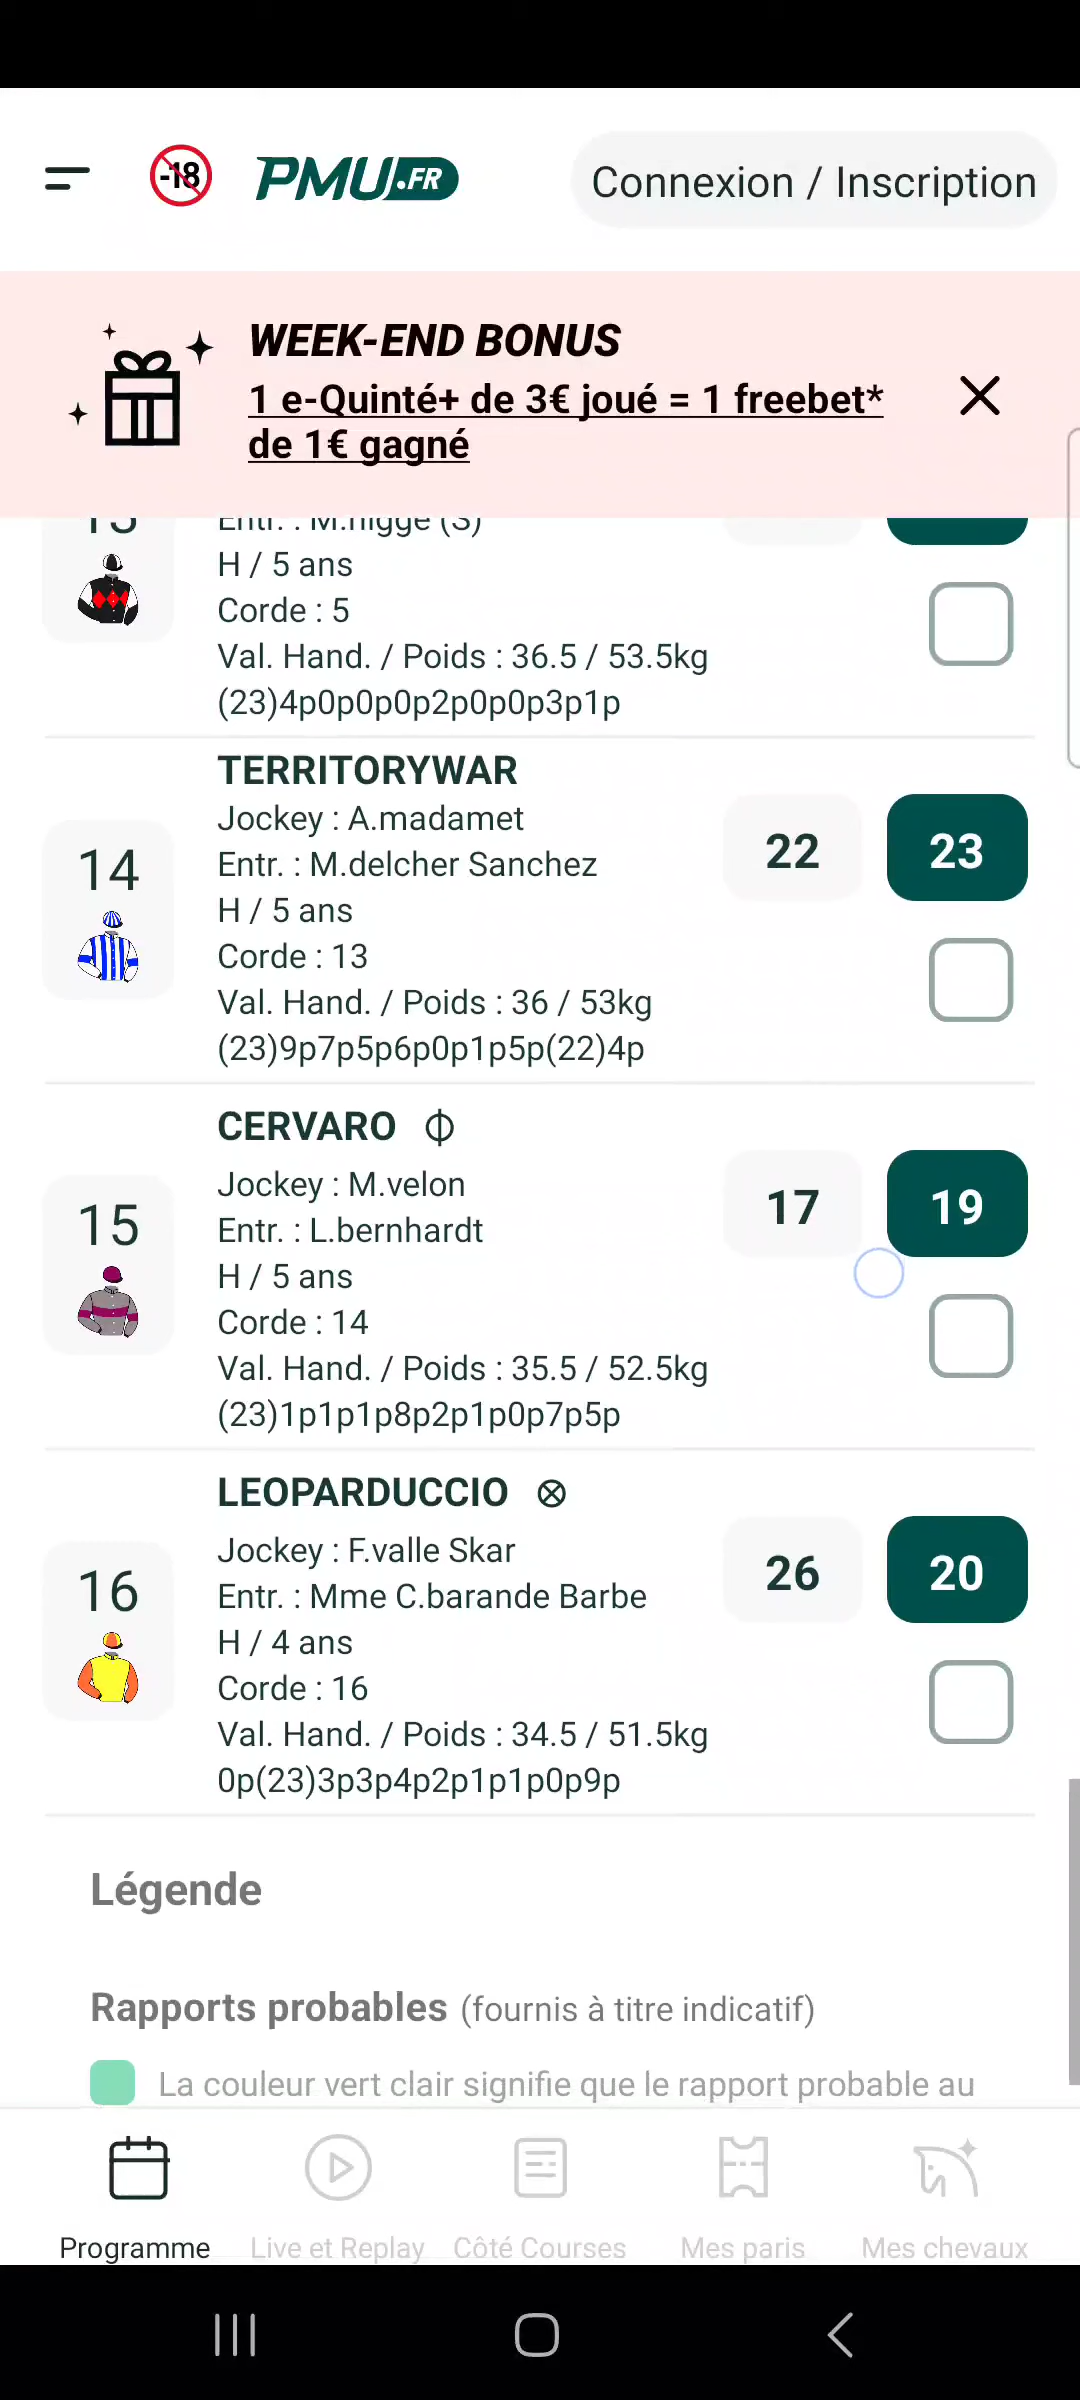 -18
PMU.FR
Connexion / Inscription
WEEK-END BONUS
1 e-Quinté+ de 3€ joué = 1 freebet*
de 1€ gagné
13
Entr. : M.nigge (S)
H / 5 ans
Corde : 5
Val. Hand. / Poids : 36.5 / 53.5kg
(23)4p0p0p0p2p0p0p3p1p
14
TERRITORYWAR
Jockey : A.madamet
Entr. : M.delcher Sanchez
H / 5 ans
Corde : 13
Val. Hand. / Poids : 36 / 53kg
(23)9p7p5p6p0p1p5p(22)4p
22
23
15
CERVARO
Jockey : M.velon
Entr. : L.bernhardt
H / 5 ans
Corde : 14
Val. Hand. / Poids : 35.5 / 52.5kg
(23)1p1p1p8p2p1p0p7p5p
17
19
16
LEOPARDUCCIO
Jockey : F.valle Skar
Entr. : Mme C.barande Barbe
H / 4 ans
Corde : 16
Val. Hand. / Poids : 34.5 / 51.5kg
0p(23)3p3p4p2p1p1p0p9p
26
20
Légende
Rapports probables (fournis à titre indicatif)
La couleur vert clair signifie que le rapport probable au
Programme
Live et Replay
Côté Courses
Mes paris
Mes chevaux